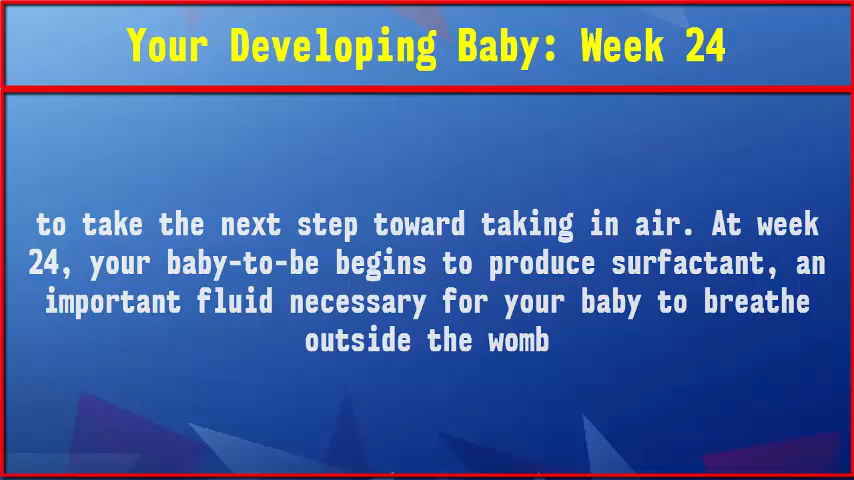 Your Developing Baby: Week 24
to take the next step toward taking in air. At week
24, your baby-to-be begins to produce surfactant, an
important fluid necessary for your baby to breathe
outside the womb